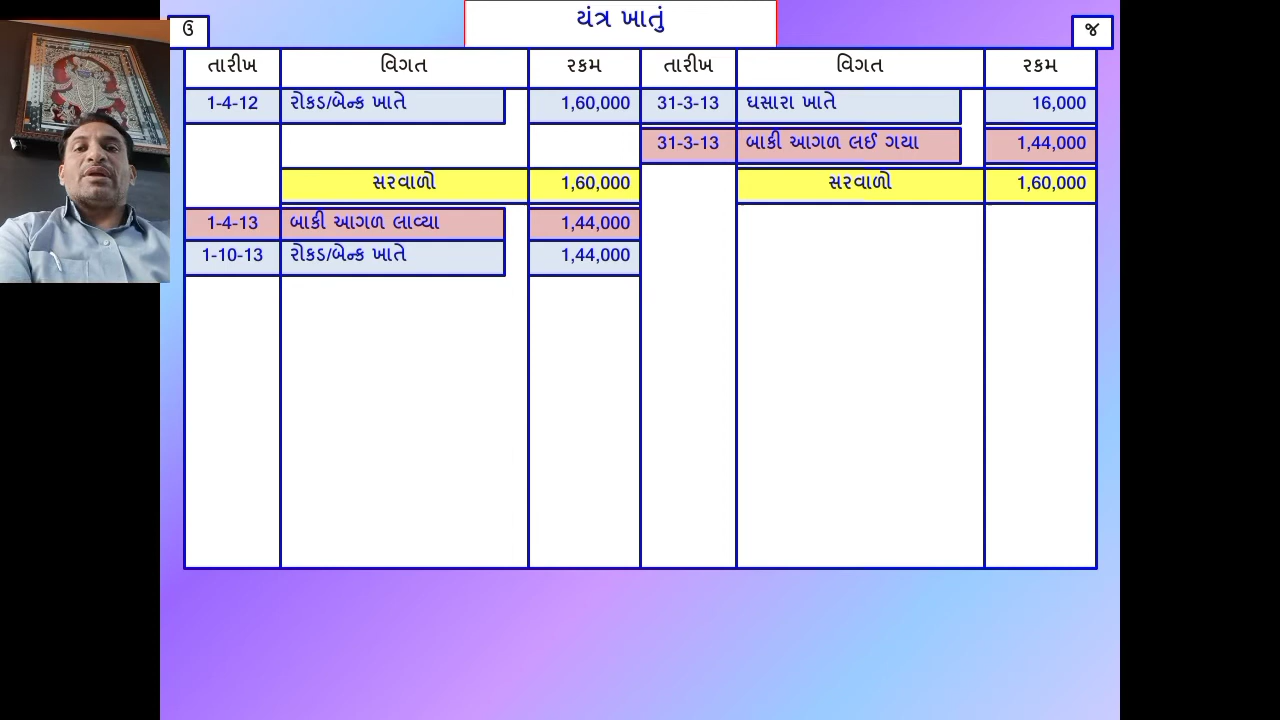 યંત્ર ખાતું
ઉ
જ
તારીખ વિગત રકમ તારીખ વિગત રકમ
1-4-12 રોકડ/બેન્ક ખાતે 1,60,000 31-3-13 ઘસારા ખાતે 16,000
31-3-13 બાકી આગળ લઈ ગયા 1,44,000
સરવાળો 1,60,000 સરવાળો 1,60,000
1-4-13 બાકી આગળ લાવ્યા 1,44,000
1-10-13 રોકડ/બેન્ક ખાતે 1,44,000